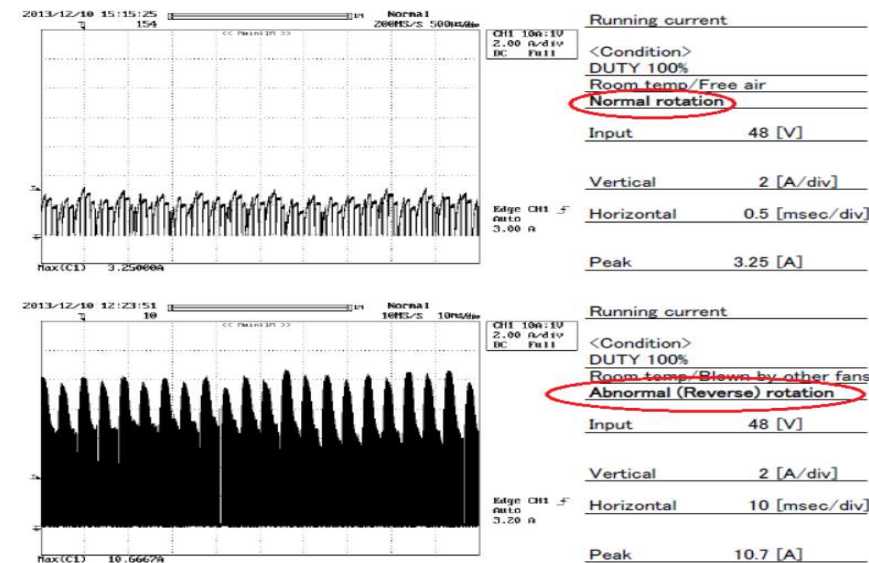 2013/12/10 15:15:25
154
Normal
200MS/s 500us/div
<< Main:1M >>
CH1 10A:1V
2.00 A/div
DC Full
Edge CH1
Auto
3.00 A
Max(C1) 3.25000A
Running current
<Condition>
DUTY 100%
Room temp/Free air
Normal rotation
Input 48 [V]
Vertical 2 [A/div]
Horizontal 0.5 [msec/div]
Peak 3.25 [A]
2013/12/10 12:23:51
10
Normal
10MS/s 10ms/div
<< Main:1M >>
CH1 10A:1V
2.00 A/div
DC Full
Edge CH1
Auto
3.20 A
Max(C1) 10.6667A
Running current
<Condition>
DUTY 100%
Room temp/Blown by other fans
Abnormal (Reverse) rotation
Input 48 [V]
Vertical 2 [A/div]
Horizontal 10 [msec/div]
Peak 10.7 [A]